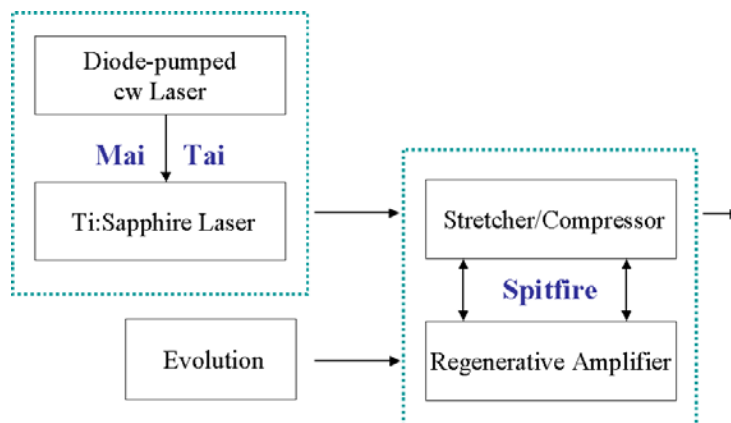 Diode-pumped
cw Laser
Mai Tai
Ti:Sapphire Laser
Stretcher/Compressor
Spitfire
Evolution
Regenerative Amplifier